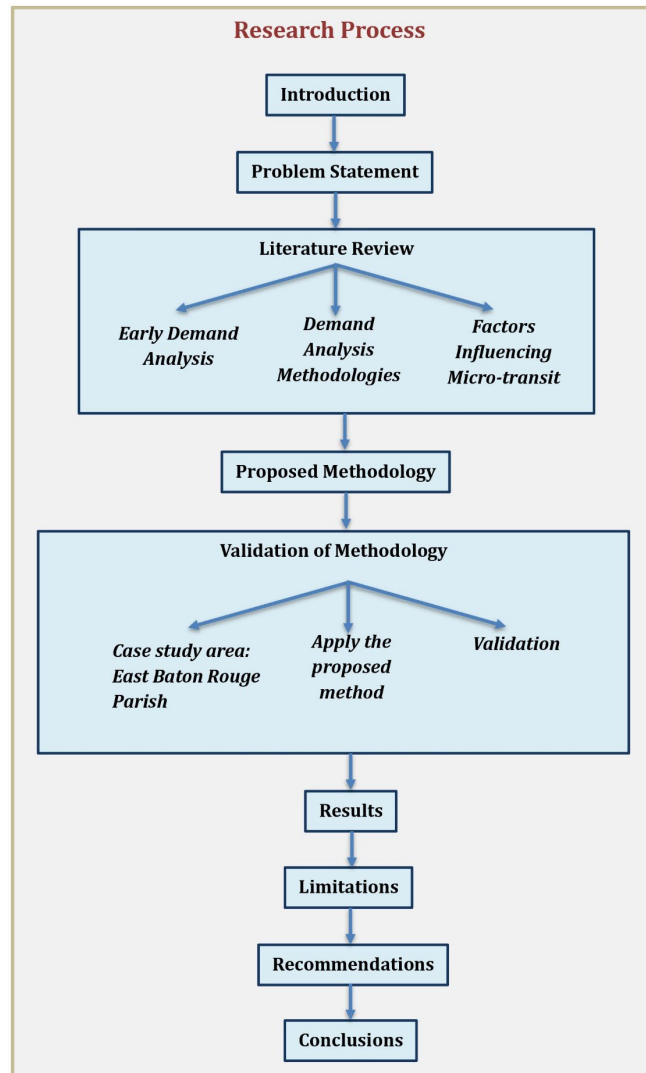 Research Process
Introduction
Problem Statement
Literature Review
Early Demand
Analysis
Demand
Analysis
Methodologies
Factors
Influencing
Micro-transit
Proposed Methodology
Validation of Methodology
Case study area:
East Baton Rouge
Parish
Apply the
proposed
method
Validation
Results
Limitations
Recommendations
Conclusions